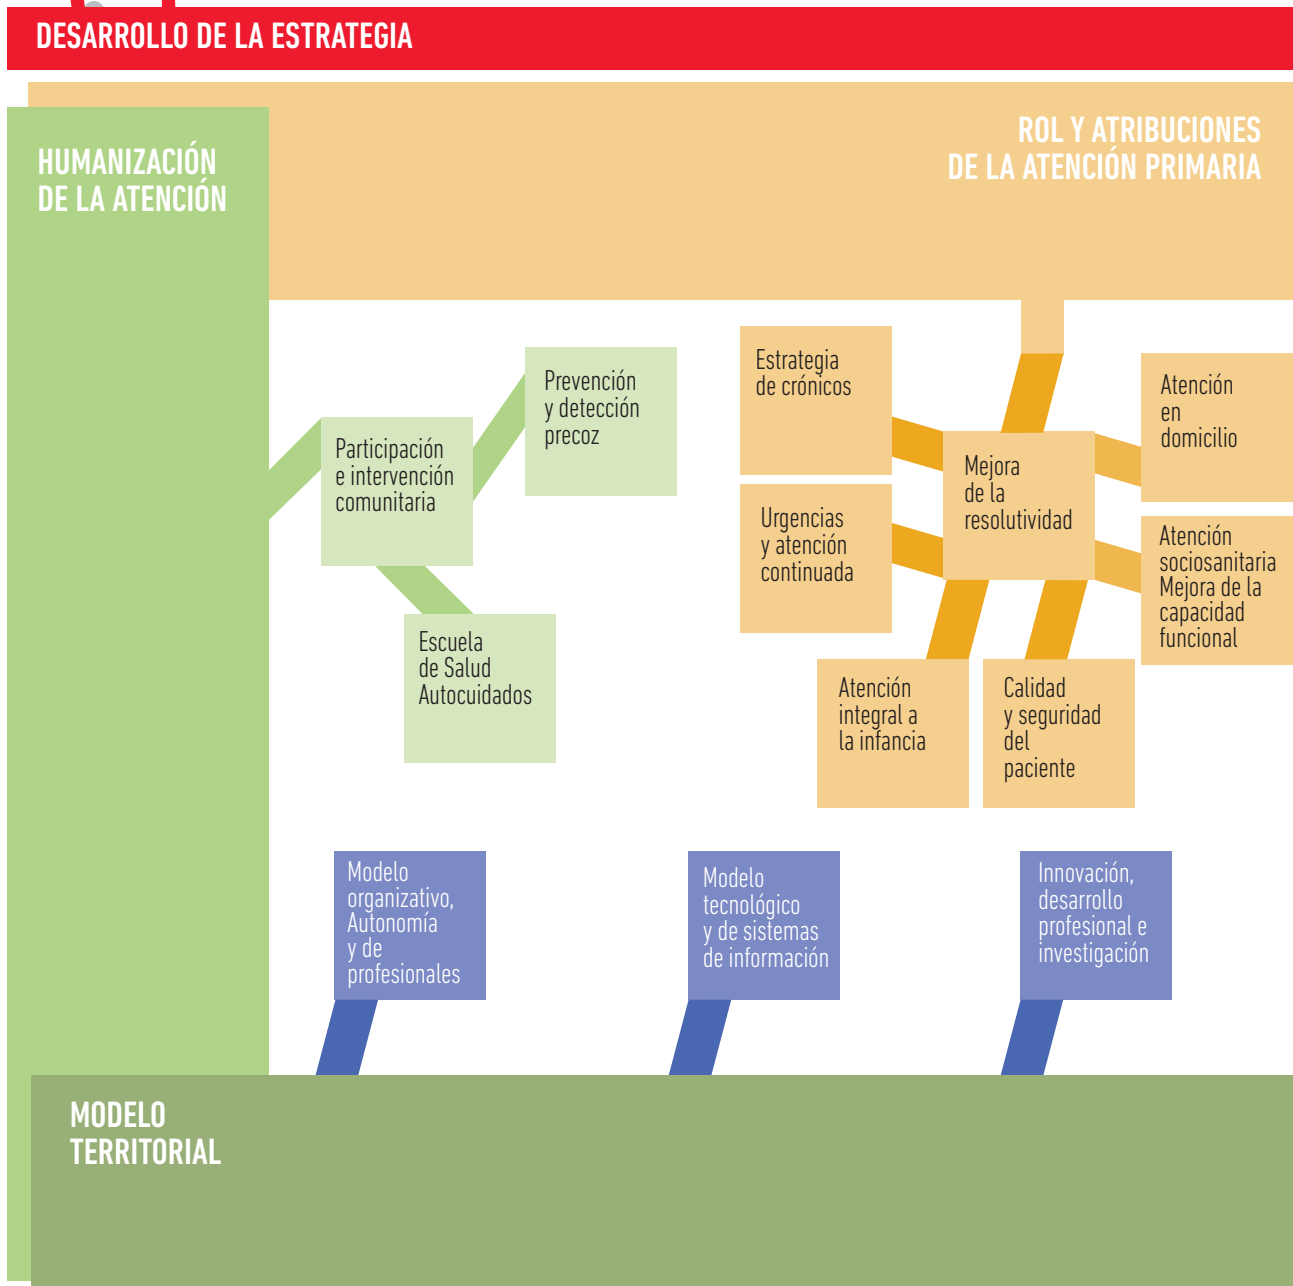 DESARROLLO DE LA ESTRATEGIA
HUMANIZACIÓN
DE LA ATENCIÓN
ROL Y ATRIBUCIONES
DE LA ATENCIÓN PRIMARIA
Participación
e intervención
comunitaria
Prevención
y detección
precoz
Escuela
de Salud
Autocuidados
Estrategia
de crónicos
Urgencias
y atención
continuada
Mejora
de la
resolutividad
Atención
en
domicilio
Atención
sociosanitaria
Mejora de la
capacidad
funcional
Atención
integral a
la infancia
Calidad
y seguridad
del
paciente
Modelo
organizativo,
Autonomía
y de
profesionales
Modelo
tecnológico
y de sistemas
de información
Innovación,
desarrollo
profesional e
investigación
MODELO
TERRITORIAL